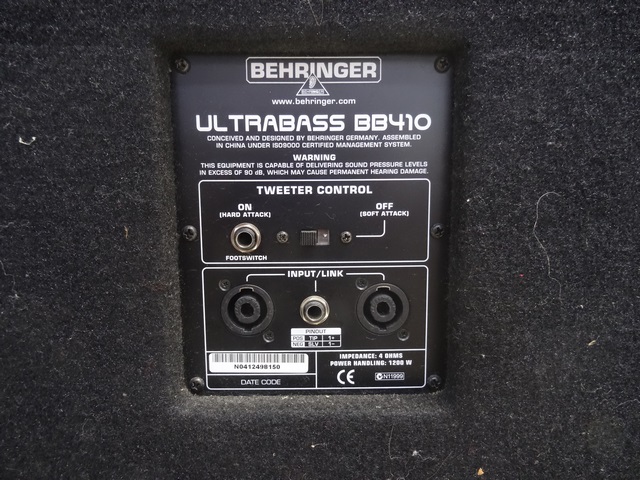 BEHRINGER
www.behringer.com
ULTRABASS BB410
CONCEIVED AND DESIGNED BY BEHRINGER GERMANY. ASSEMBLED
IN CHINA UNDER ISO9000 CERTIFIED MANAGEMENT SYSTEM.
WARNING
THIS EQUIPMENT IS CAPABLE OF DELIVERING SOUND PRESSURE LEVELS
IN EXCESS OF 90 dB, WHICH MAY CAUSE PERMANENT HEARING DAMAGE.
TWEETER CONTROL
ON
(HARD ATTACK)
OFF
(SOFT ATTACK)
FOOTSWITCH
INPUT/LINK
PINOUT
POS TIP 1+
NEG SLV 1-
N0412498150
DATE CODE
IMPEDANCE: 4 OHMS
POWER HANDLING: 1200 W
CE
N11999